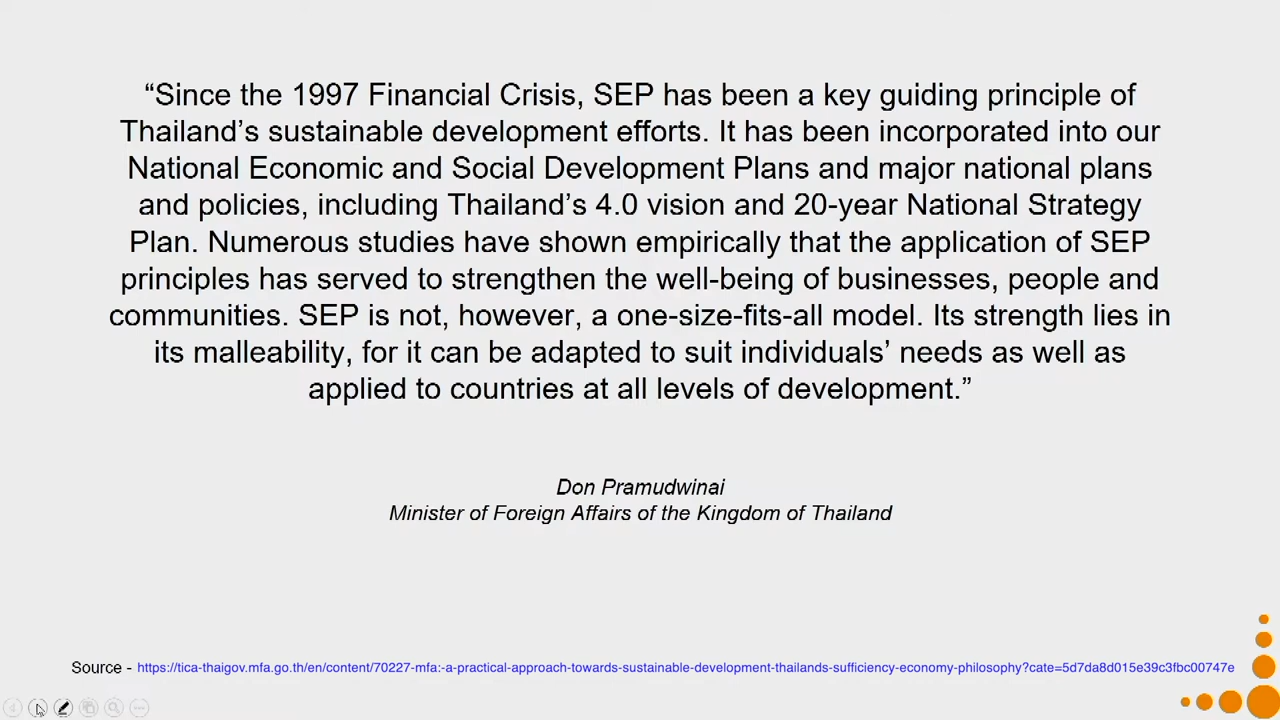 “Since the 1997 Financial Crisis, SEP has been a key guiding principle of
Thailand’s sustainable development efforts. It has been incorporated into our
National Economic and Social Development Plans and major national plans
and policies, including Thailand’s 4.0 vision and 20-year National Strategy
Plan. Numerous studies have shown empirically that the application of SEP
principles has served to strengthen the well-being of businesses, people and
communities. SEP is not, however, a one-size-fits-all model. Its strength lies in
its malleability, for it can be adapted to suit individuals’ needs as well as
applied to countries at all levels of development.”
Don Pramudwinai
Minister of Foreign Affairs of the Kingdom of Thailand
Source - https://tica-thaigov.mfa.go.th/en/content/70227-mfa:-a-practical-approach-towards-sustainable-development-thailands-sufficiency-economy-philosophy?cate=5d7da8d015e39c3fbc00747e